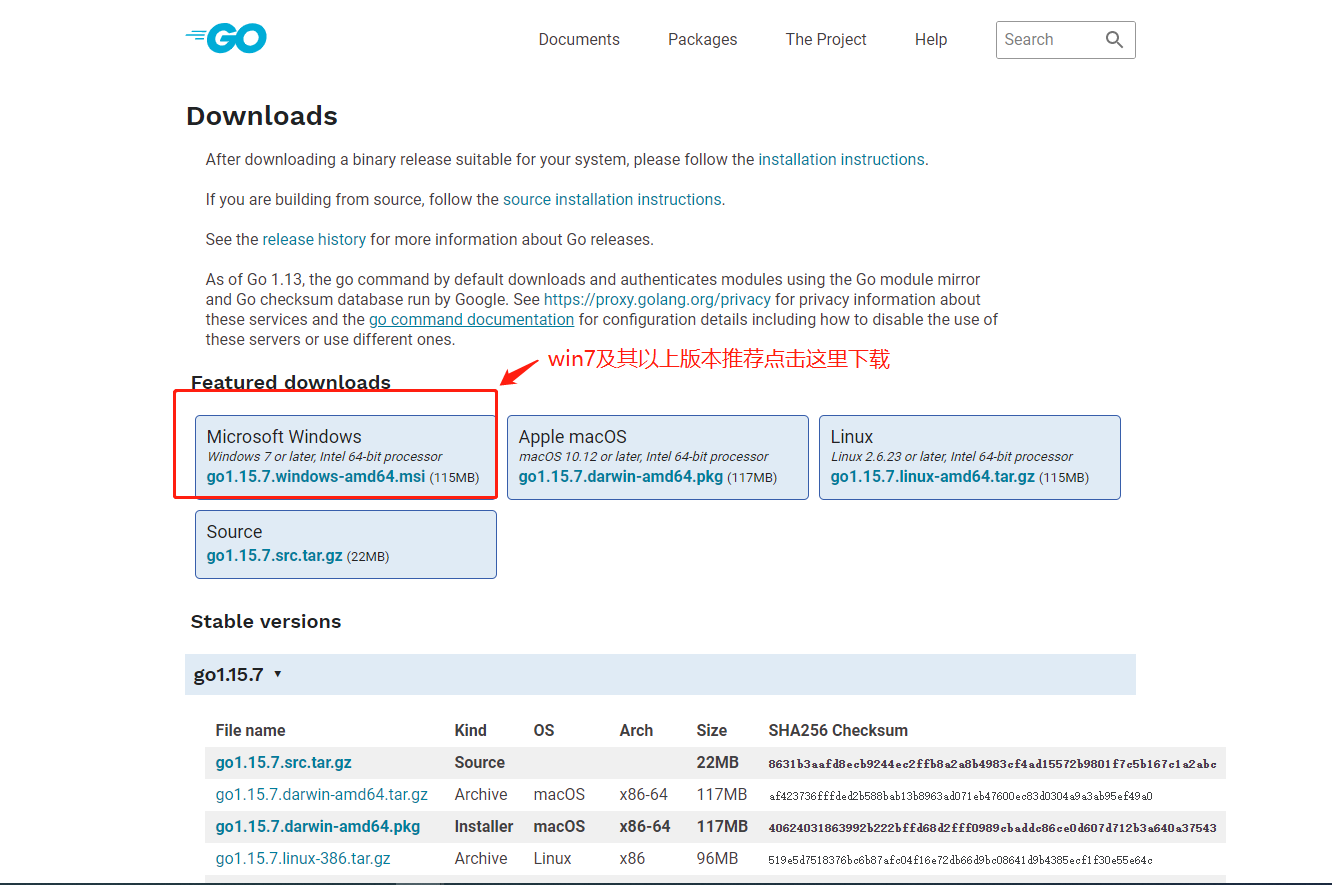 GO
Documents Packages The Project Help Search
Downloads
After downloading a binary release suitable for your system, please follow the installation instructions.
If you are building from source, follow the source installation instructions.
See the release history for more information about Go releases.
As of Go 1.13, the go command by default downloads and authenticates modules using the Go module mirror
and Go checksum database run by Google. See https://proxy.golang.org/privacy for privacy information about
these services and the go command documentation for configuration details including how to disable the use of
these servers or use different ones.
win7及其以上版本推荐点击这里下载
Featured downloads
Microsoft Windows
Windows 7 or later, Intel 64-bit processor
go1.15.7.windows-amd64.msi (115MB)
Apple macOS
macOS 10.12 or later, Intel 64-bit processor
go1.15.7.darwin-amd64.pkg (117MB)
Linux
Linux 2.6.23 or later, Intel 64-bit processor
go1.15.7.linux-amd64.tar.gz (115MB)
Source
go1.15.7.src.tar.gz (22MB)
Stable versions
go1.15.7 ▾
File name Kind OS Arch Size SHA256 Checksum
go1.15.7.src.tar.gz Source 22MB 8631b3aafd8ecb9244ec2ffb8a2a8b4983cf4ad15572b9801f7c5b167c1a2abc
go1.15.7.darwin-amd64.tar.gz Archive macOS x86-64 117MB af423736fffded2b588bab13b8963ad071eb47600ec83d0304a9a3ab95ef49a0
go1.15.7.darwin-amd64.pkg Installer macOS x86-64 117MB 40624031863992b222bffd68d2fff0989cbaddc86ce0d607d712b3a640a37543
go1.15.7.linux-386.tar.gz Archive Linux x86 96MB 519e5d7518376bc6b87afc04f16e72db66d9bc08641d9b4385ecf1f30e55e64c